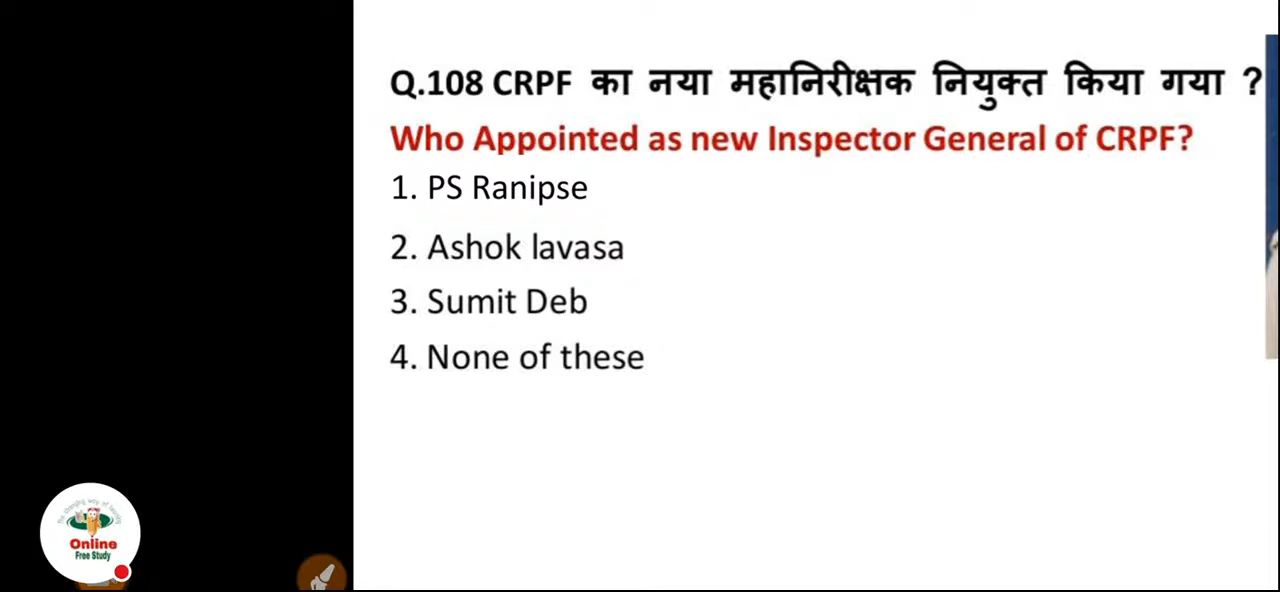 Q.108 CRPF का नया महानिरीक्षक नियुक्त किया गया ?
Who Appointed as new Inspector General of CRPF?
1. PS Ranipse
2. Ashok lavasa
3. Sumit Deb
4. None of these
Online
Free Study